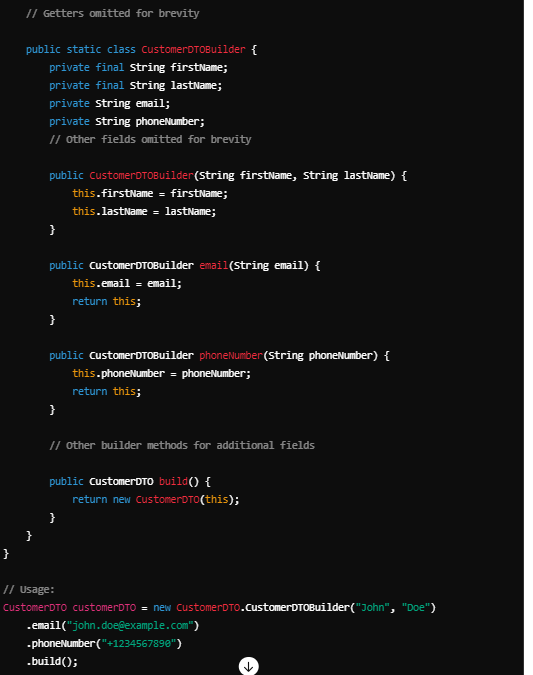 // Getters omitted for brevity
public static class CustomerDTOBuilder {
private final String firstName;
private final String lastName;
private String email;
private String phoneNumber;
// Other fields omitted for brevity
public CustomerDTOBuilder(String firstName, String lastName) {
this.firstName = firstName;
this.lastName = lastName;
}
public CustomerDTOBuilder email(String email) {
this.email = email;
return this;
}
public CustomerDTOBuilder phoneNumber(String phoneNumber) {
this.phoneNumber = phoneNumber;
return this;
}
// Other builder methods for additional fields
public CustomerDTO build() {
return new CustomerDTO(this);
}
}
}
// Usage:
CustomerDTO customerDTO = new CustomerDTO.CustomerDTOBuilder("John", "Doe")
.email("john.doe@example.com")
.phoneNumber("+1234567890")
.build();